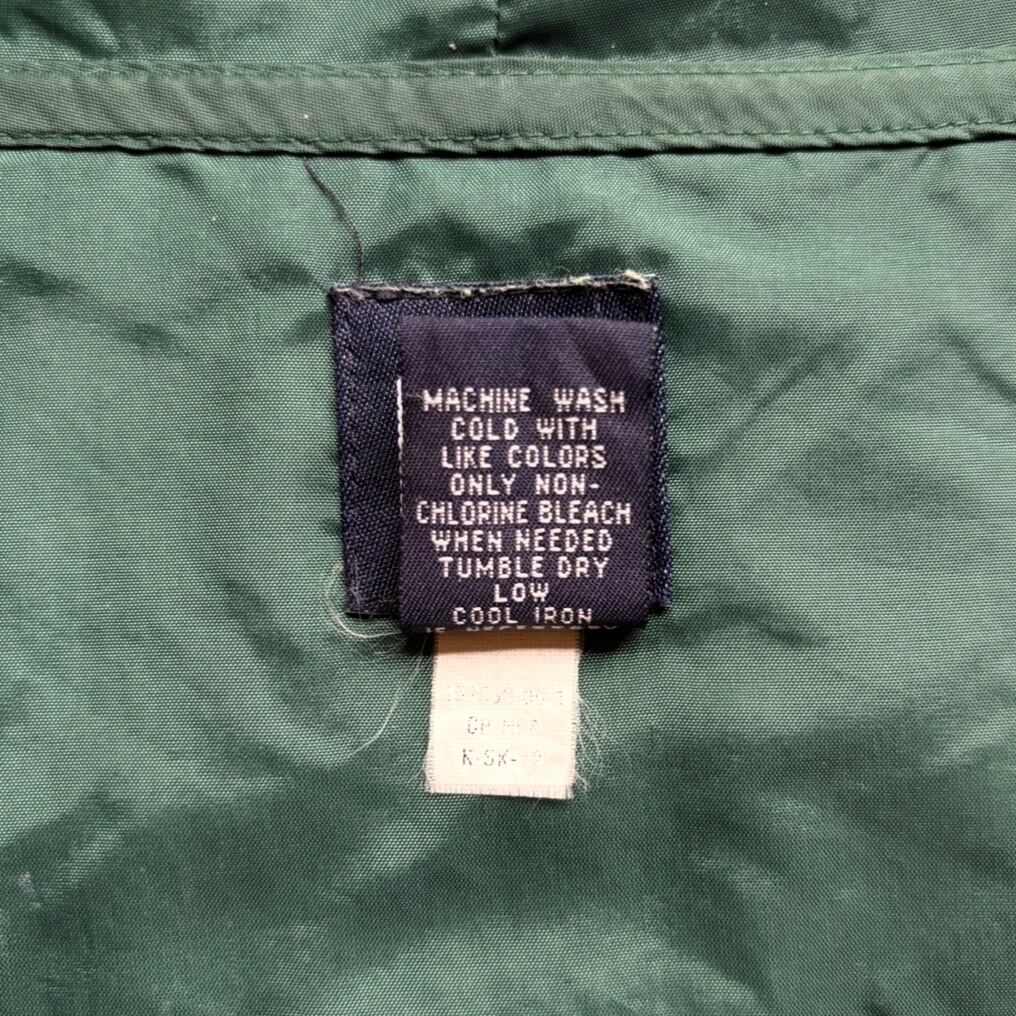 MACHINE WASH
COLD WITH
LIKE COLORS
ONLY NON-
CHLORINE BLEACH
WHEN NEEDED
TUMBLE DRY
LOW
COOL IRON